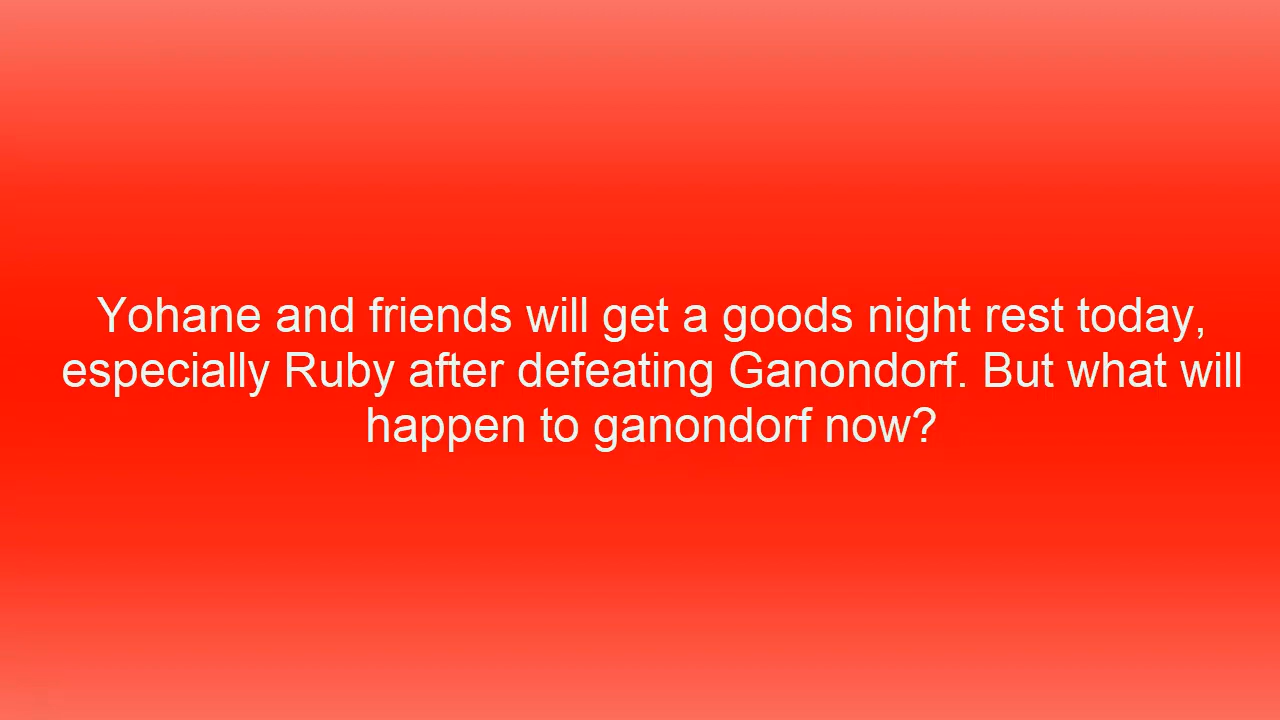 Yohane and friends will get a goods night rest today,
especially Ruby after defeating Ganondorf. But what will
happen to ganondorf now?